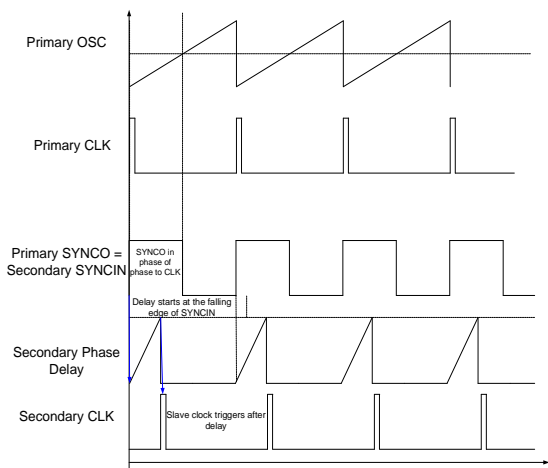 Primary OSC
Primary CLK
Primary SYNCO =
Secondary SYNCIN
SYNCO in
phase of
phase to CLK
Delay starts at the falling
edge of SYNCIN
Secondary Phase
Delay
Secondary CLK
Slave clock triggers after
delay